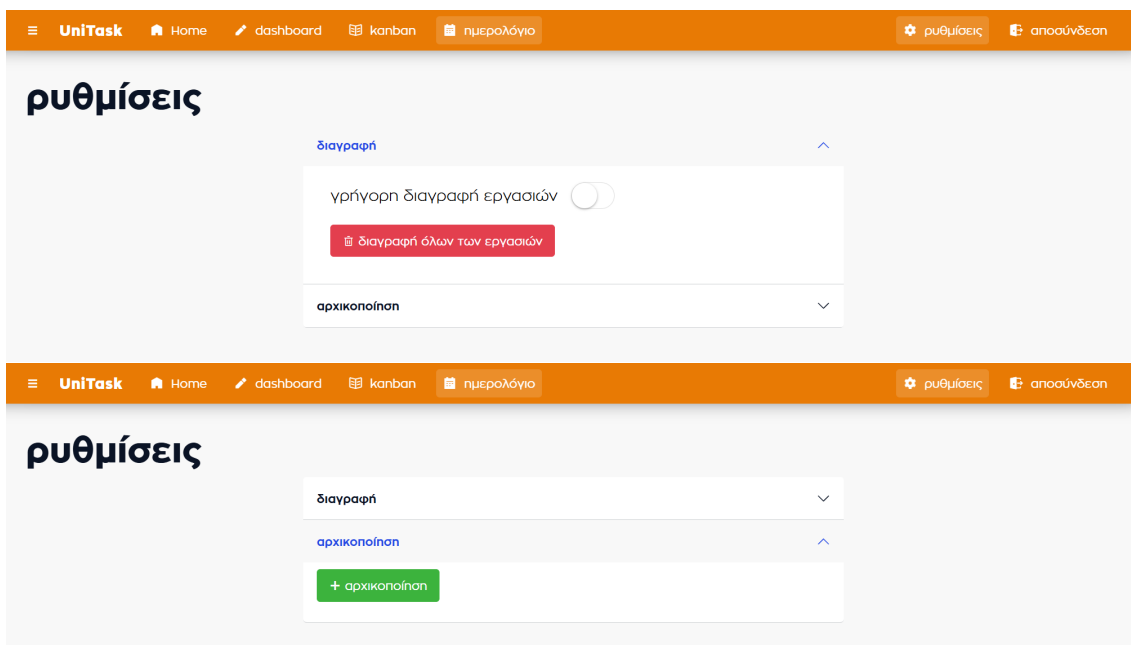 UniTask Home dashboard kanban ημερολόγιο ρυθμίσεις αποσύνδεση
ρυθμίσεις
διαγραφή
γρήγορη διαγραφή εργασιών
διαγραφή όλων των εργασιών
αρχικοποίηση
UniTask Home dashboard kanban ημερολόγιο ρυθμίσεις αποσύνδεση
ρυθμίσεις
διαγραφή
αρχικοποίηση
+ αρχικοποίηση